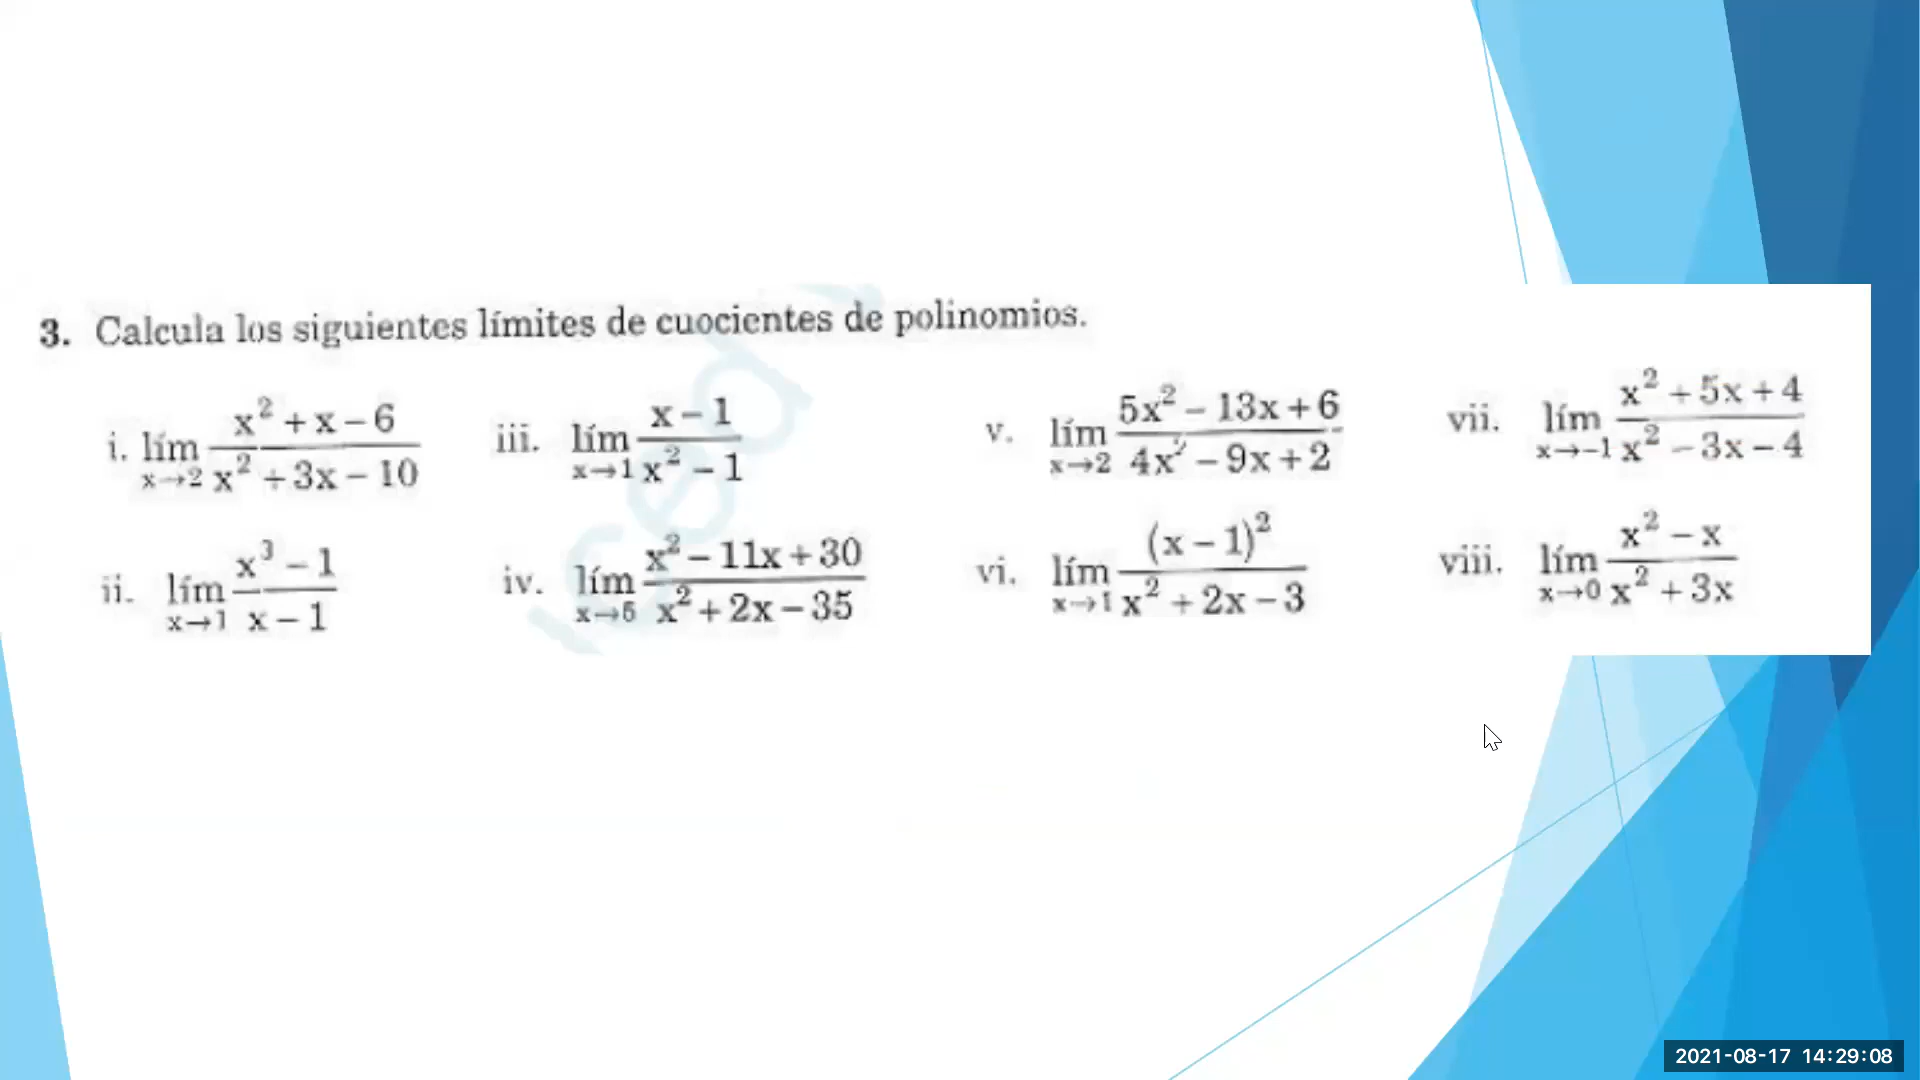 3. Calcula los siguientes límites de cuocientes de polinomios.
i. lím x→2 (x² + x − 6)/(x² + 3x − 10)
iii. lím x→1 (x − 1)/(x² − 1)
v. lím x→2 (5x² − 13x + 6)/(4x² − 9x + 2)
vii. lím x→−1 (x² + 5x + 4)/(x² − 3x − 4)
ii. lím x→1 (x³ − 1)/(x − 1)
iv. lím x→5 (x² − 11x + 30)/(x² + 2x − 35)
vi. lím x→1 (x − 1)²/(x² + 2x − 3)
viii. lím x→0 (x² − x)/(x² + 3x)
2021-08-17 14:29:08